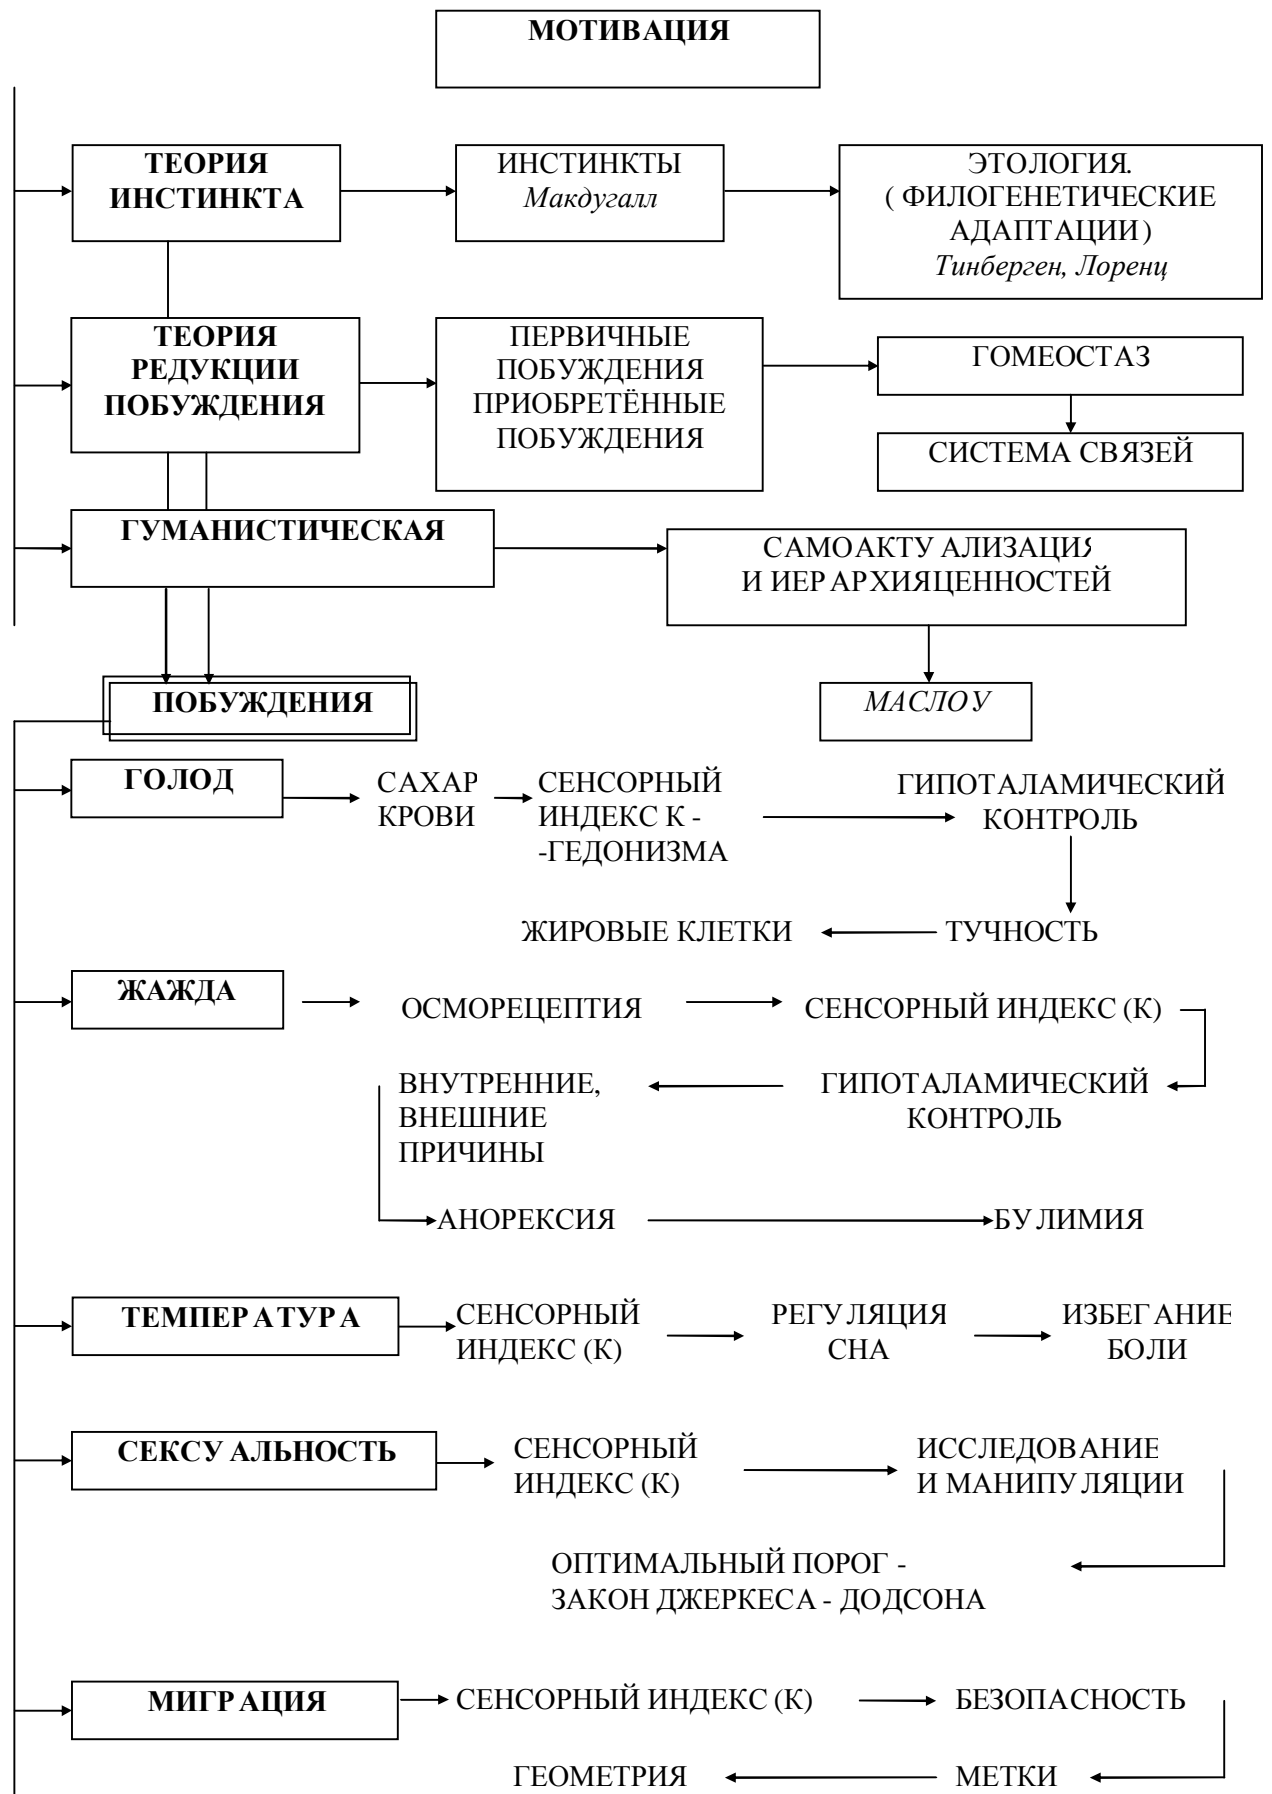 МОТИВАЦИЯ
ТЕОРИЯ
ИНСТИНКТА
ИНСТИНКТЫ
Макдугалл
ЭТОЛОГИЯ.
( ФИЛОГЕНЕТИЧЕСКИЕ
АДАПТАЦИИ)
Тинберген, Лоренц
ТЕОРИЯ
РЕДУКЦИИ
ПОБУЖДЕНИЯ
ПЕРВИЧНЫЕ
ПОБУЖДЕНИЯ
ПРИОБРЕТЁННЫЕ
ПОБУЖДЕНИЯ
ГОМЕОСТАЗ
СИСТЕМА СВЯЗЕЙ
ГУМАНИСТИЧЕСКАЯ
САМОАКТУАЛИЗАЦИЯ
И ИЕРАРХИЯЦЕННОСТЕЙ
ПОБУЖДЕНИЯ
МАСЛОУ
ГОЛОД
САХАР
КРОВИ
СЕНСОРНЫЙ
ИНДЕКС К -
-ГЕДОНИЗМА
ГИПОТАЛАМИЧЕСКИЙ
КОНТРОЛЬ
ЖИРОВЫЕ КЛЕТКИ
ТУЧНОСТЬ
ЖАЖДА
ОСМОРЕЦЕПТИЯ
СЕНСОРНЫЙ ИНДЕКС (К)
ВНУТРЕННИЕ,
ВНЕШНИЕ
ПРИЧИНЫ
ГИПОТАЛАМИЧЕСКИЙ
КОНТРОЛЬ
АНОРЕКСИЯ
БУЛИМИЯ
ТЕМПЕРАТУРА
СЕНСОРНЫЙ
ИНДЕКС (К)
РЕГУЛЯЦИЯ
СНА
ИЗБЕГАНИЕ
БОЛИ
СЕКСУАЛЬНОСТЬ
СЕНСОРНЫЙ
ИНДЕКС (К)
ИССЛЕДОВАНИЕ
И МАНИПУЛЯЦИИ
ОПТИМАЛЬНЫЙ ПОРОГ -
ЗАКОН ДЖЕРКЕСА - ДОДСОНА
МИГРАЦИЯ
СЕНСОРНЫЙ ИНДЕКС (К)
БЕЗОПАСНОСТЬ
ГЕОМЕТРИЯ
МЕТКИ